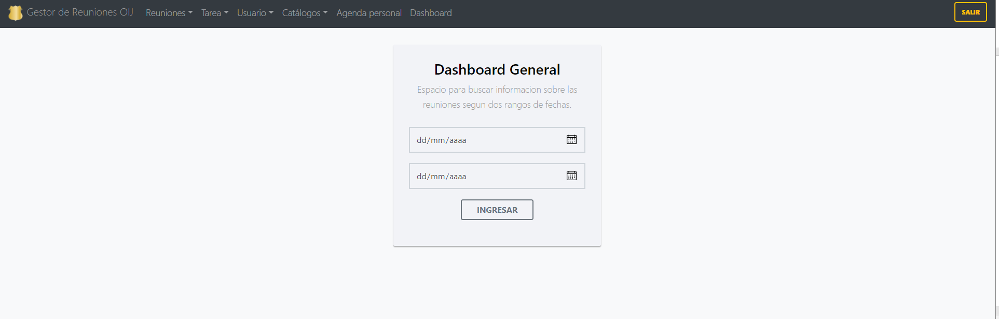 Gestor de Reuniones OIJ Reuniones Tarea Usuario Catálogos Agenda personal Dashboard SALIR
Dashboard General
Espacio para buscar informacion sobre las
reuniones segun dos rangos de fechas.
dd/mm/aaaa
dd/mm/aaaa
INGRESAR